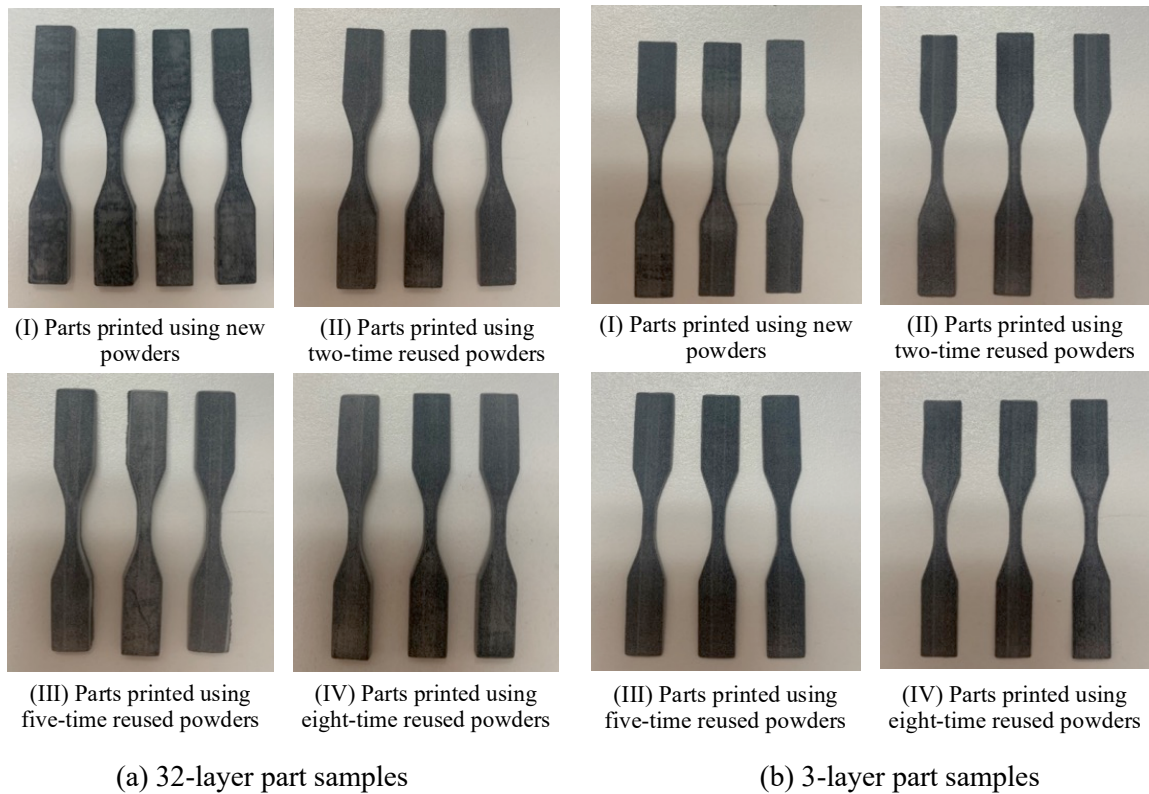 (I) Parts printed using new
powders
(II) Parts printed using
two-time reused powders
(I) Parts printed using new
powders
(II) Parts printed using
two-time reused powders
(III) Parts printed using
five-time reused powders
(IV) Parts printed using
eight-time reused powders
(III) Parts printed using
five-time reused powders
(IV) Parts printed using
eight-time reused powders
(a) 32-layer part samples
(b) 3-layer part samples